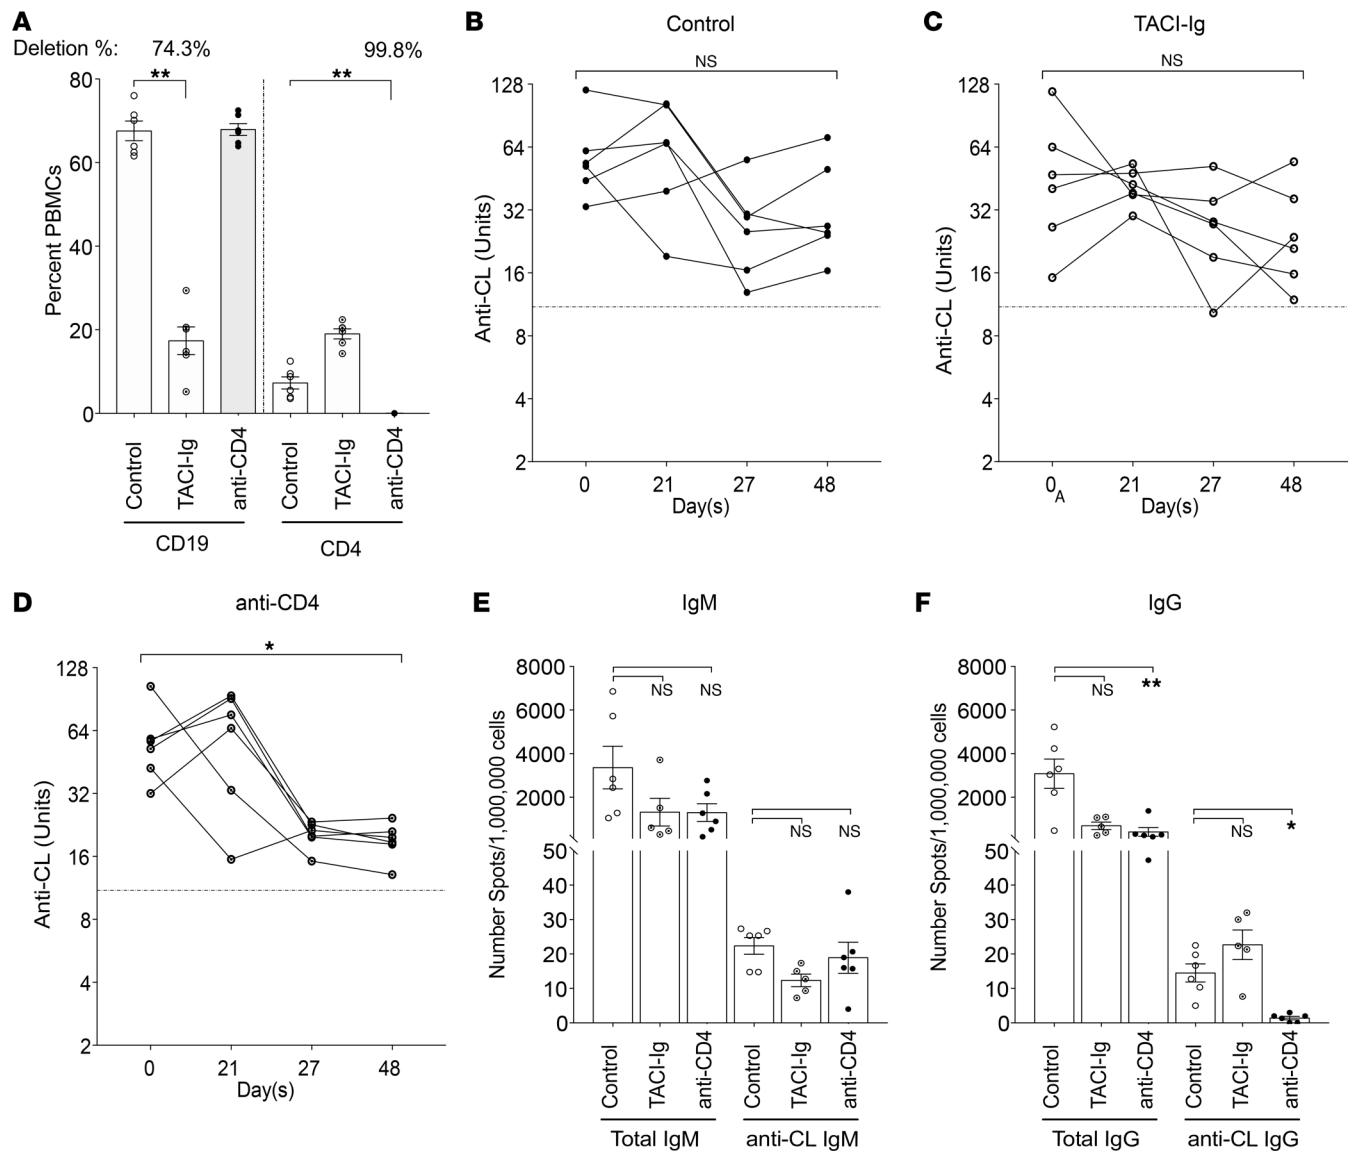 A
Deletion %: 74.3% 99.8%
** **
Percent PBMCs
80
60
40
20
0
Control
TACI-Ig
anti-CD4
Control
TACI-Ig
anti-CD4
CD19 CD4
B
Control
NS
Anti-CL (Units)
128
64
32
16
8
4
2
0 21 27 48
Day(s)
C
TACI-Ig
NS
Anti-CL (Units)
128
64
32
16
8
4
2
0 21 27 48
A
Day(s)
D
anti-CD4
*
Anti-CL (Units)
128
64
32
16
8
4
2
0 21 27 48
Day(s)
E
IgM
Number Spots/1,000,000 cells
8000
6000
4000
2000
50
40
30
20
10
0
NS NS
NS NS
Control
TACI-Ig
anti-CD4
Control
TACI-Ig
anti-CD4
Total IgM anti-CL IgM
F
IgG
Number Spots/1,000,000 cells
8000
6000
4000
2000
50
40
30
20
10
0
NS **
NS *
Control
TACI-Ig
anti-CD4
Control
TACI-Ig
anti-CD4
Total IgG anti-CL IgG